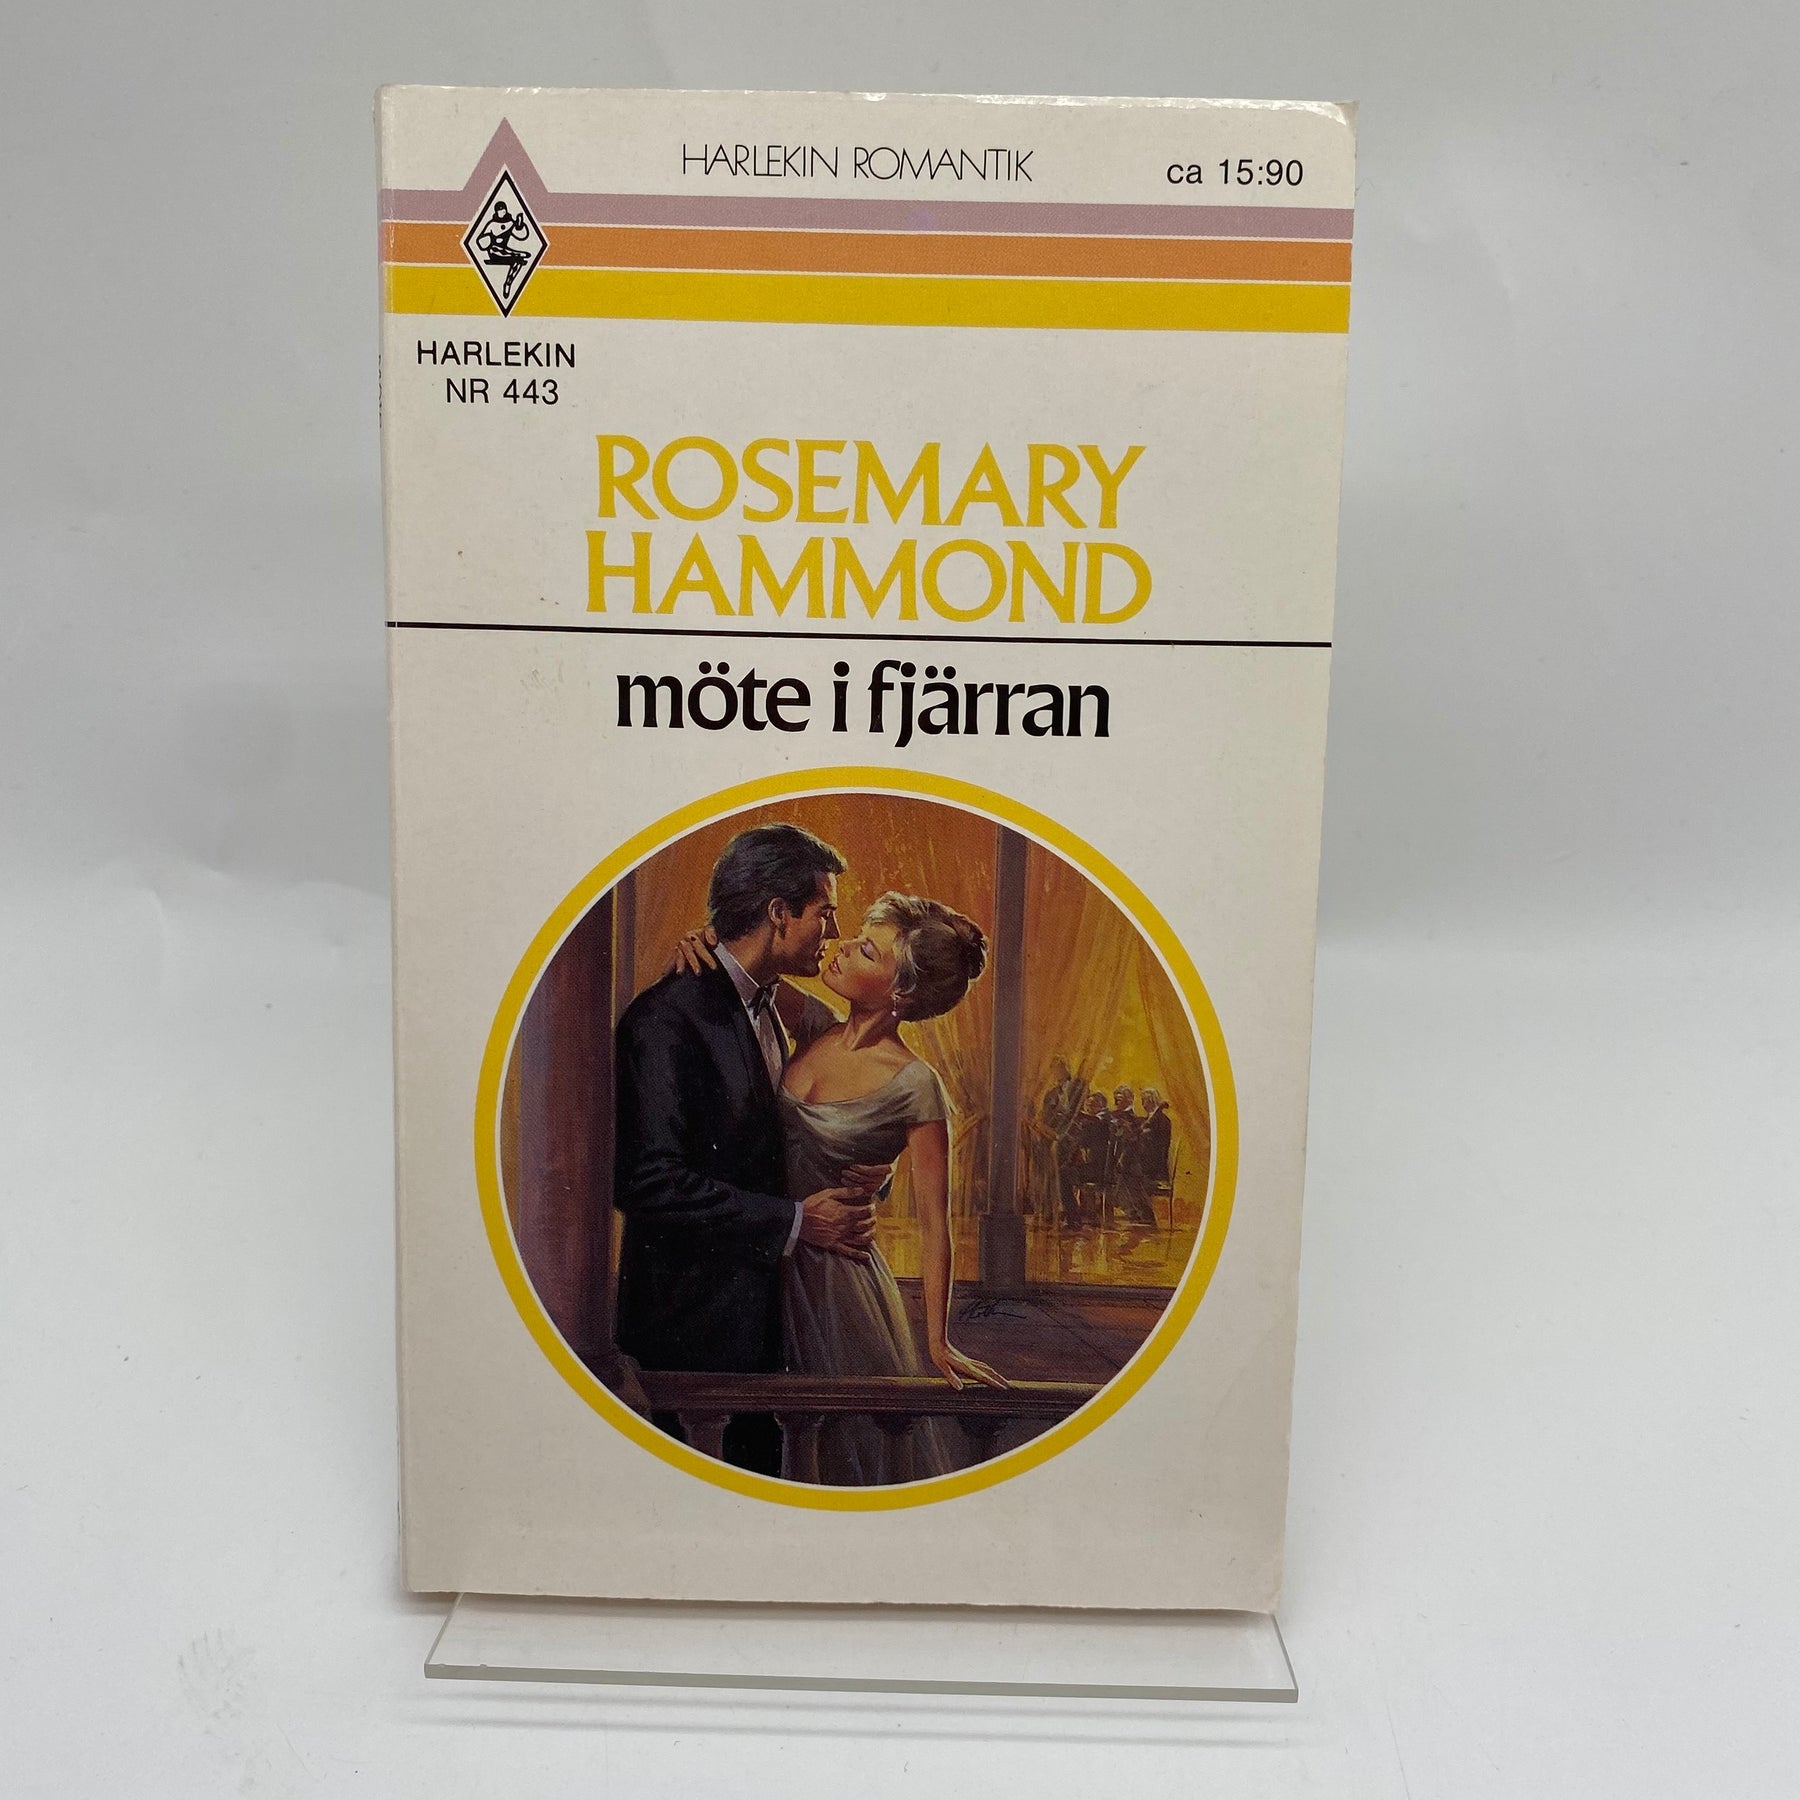 HARLEKIN ROMANTIK
ca 15:90
HARLEKIN
NR 443
ROSEMARY
HAMMOND
möte i fjärran